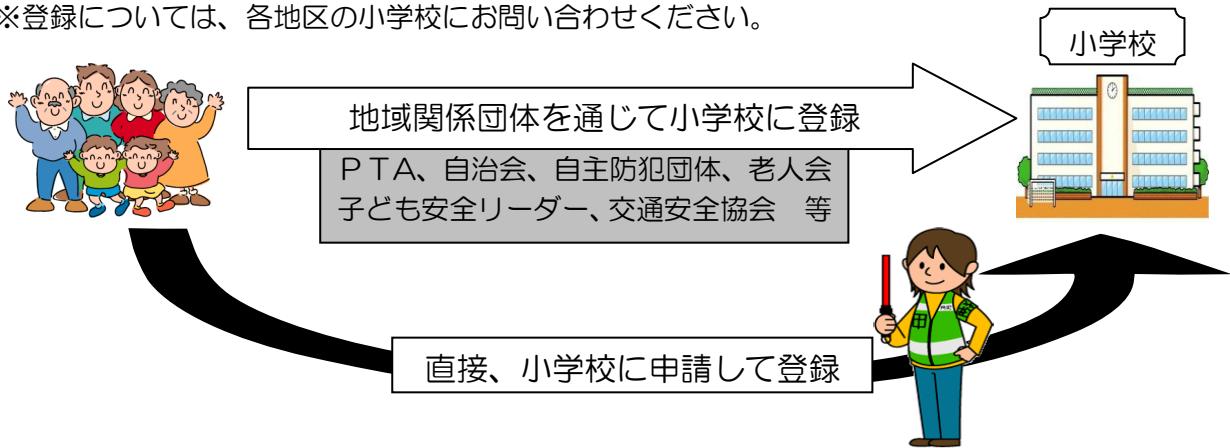 ※登録については、各地区の小学校にお問い合わせください。
小学校
地域関係団体を通じて小学校に登録
ＰＴＡ、自治会、自主防犯団体、老人会
子ども安全リーダー、交通安全協会　等
直接、小学校に申請して登録